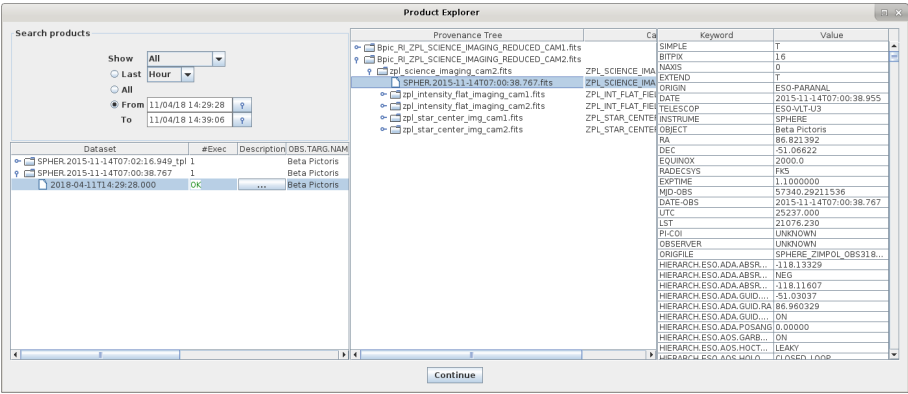 Product Explorer
Search products
Show All
Last Hour
All
From 11/04/18 14:29:28
To 11/04/18 14:39:06
Dataset #Exec Description OBS.TARG.NAM
SPHER.2015-11-14T07:02:16.949_tpl 1 Beta Pictoris
SPHER.2015-11-14T07:00:38.767 1 Beta Pictoris
2018-04-11T14:29:28.000 OK ... Beta Pictoris
Provenance Tree Ca
Bpic_RI_ZPL_SCIENCE_IMAGING_REDUCED_CAM1.fits
Bpic_RI_ZPL_SCIENCE_IMAGING_REDUCED_CAM2.fits
zpl_science_imaging_cam2.fits ZPL_SCIENCE_IMA
SPHER.2015-11-14T07:00:38.767.fits ZPL_SCIENCE_IMA
zpl_intensity_flat_imaging_cam1.fits ZPL_INT_FLAT_FIEL
zpl_intensity_flat_imaging_cam2.fits ZPL_INT_FLAT_FIEL
zpl_star_center_img_cam1.fits ZPL_STAR_CENTER
zpl_star_center_img_cam2.fits ZPL_STAR_CENTER
Keyword Value
SIMPLE T
BITPIX 16
NAXIS 0
EXTEND T
ORIGIN ESO-PARANAL
DATE 2015-11-14T07:00:38.955
TELESCOP ESO-VLT-U3
INSTRUME SPHERE
OBJECT Beta Pictoris
RA 86.821392
DEC -51.06622
EQUINOX 2000.0
RADECSYS FK5
EXPTIME 1.1000000
MJD-OBS 57340.29211536
DATE-OBS 2015-11-14T07:00:38.767
UTC 25237.000
LST 21076.230
PI-COI UNKNOWN
OBSERVER UNKNOWN
ORIGFILE SPHERE_ZIMPOL_OBS318...
HIERARCH.ESO.ADA.ABSR... -118.13329
HIERARCH.ESO.ADA.ABSR... NEG
HIERARCH.ESO.ADA.ABSR... -118.11607
HIERARCH.ESO.ADA.GUID.... -51.03037
HIERARCH.ESO.ADA.GUID.RA 86.960329
HIERARCH.ESO.ADA.GUID.... ON
HIERARCH.ESO.ADA.POSANG 0.00000
HIERARCH.ESO.AOS.GARB... ON
HIERARCH.ESO.AOS.HOCT... LEAKY
HIERARCH.ESO.AOS.HOLO... CLOSED_LOOP
Continue